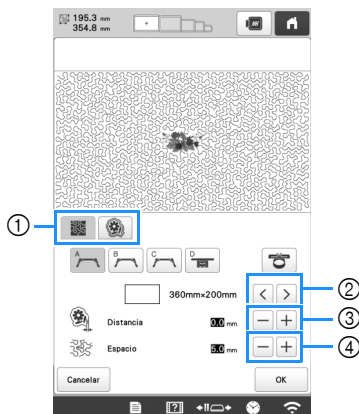 195.3 mm
354.8 mm
①
A B C D
360mm×200mm
②
Distancia 0.0 mm
③
Espacio 5.0 mm
④
Cancelar OK